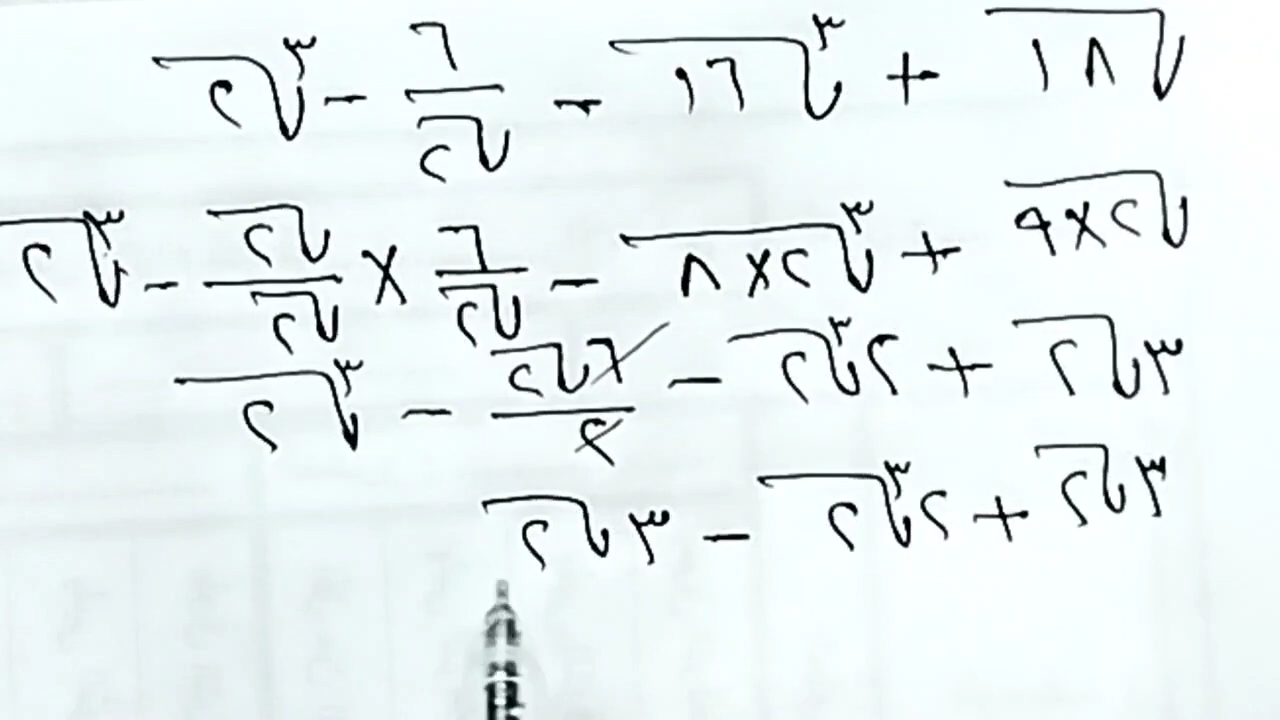 √١٨ + ∛١٦ − ٦/√٢ − ∛٢
√(٢×٩) + ∛(٢×٨) − ٦/√٢ × √٢/√٢ − ∛٢
٣√٢ + ٢∛٢ − ٦√٢/٢ − ∛٢
٣√٢ + ٢∛٢ − ٣√٢